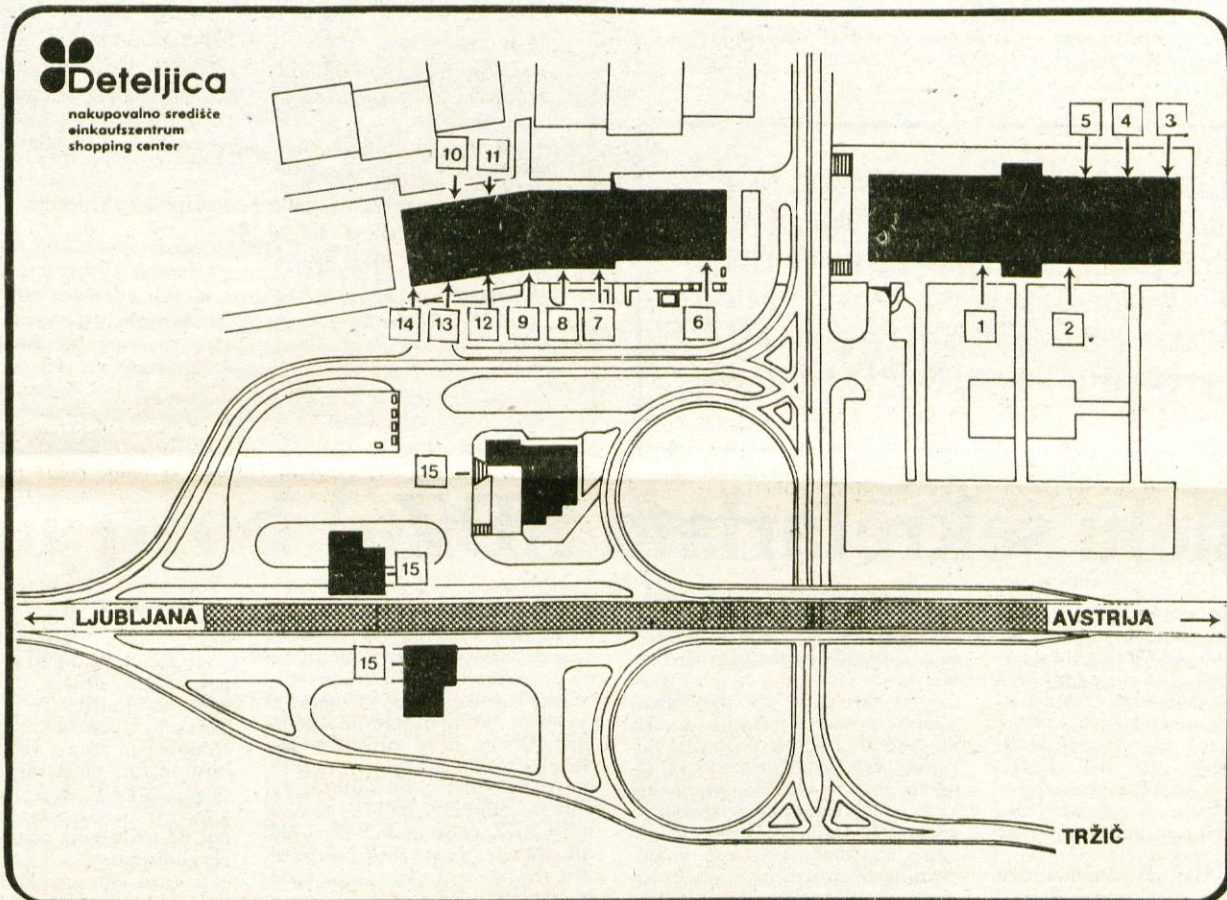 Deteljica
nakupovalno središče
einkaufszentrum
shopping center
10 11
5 4 3
14 13 12 9 8 7 6
1 2
15
15
← LJUBLJANA AVSTRIJA →
15
TRŽIČ